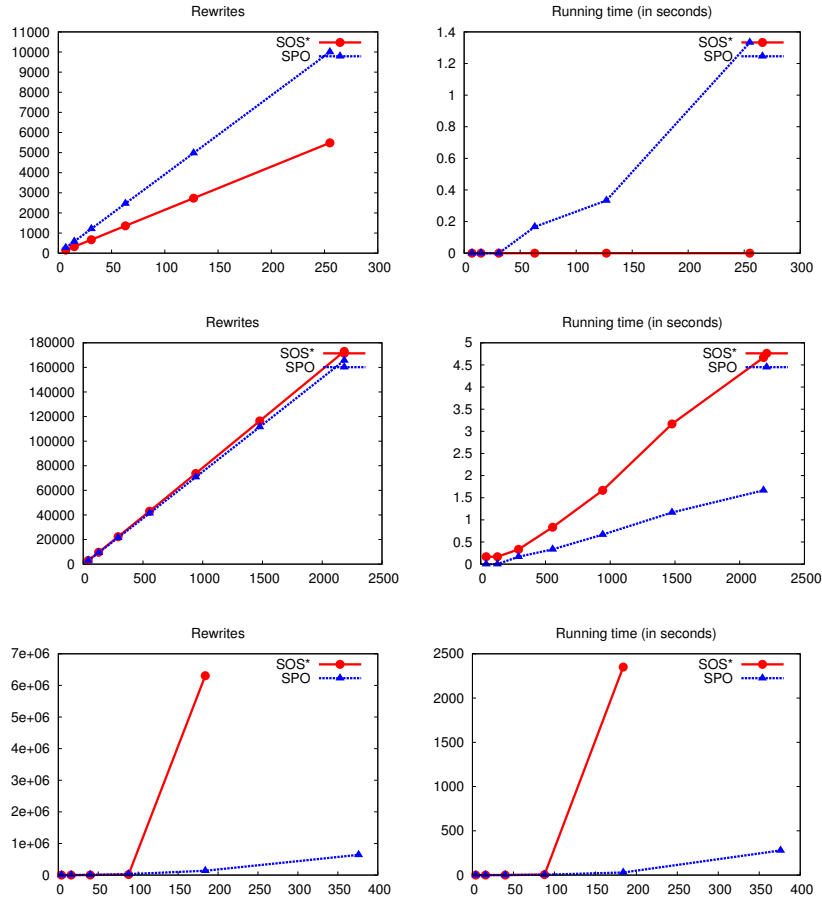 Rewrites
11000
10000
9000
8000
7000
6000
5000
4000
3000
2000
1000
0
0 50 100 150 200 250 300
SOS*
SPO
Running time (in seconds)
1.4
1.2
1
0.8
0.6
0.4
0.2
0
0 50 100 150 200 250 300
SOS*
SPO
Rewrites
180000
160000
140000
120000
100000
80000
60000
40000
20000
0
0 500 1000 1500 2000 2500
SOS*
SPO
Running time (in seconds)
5
4.5
4
3.5
3
2.5
2
1.5
1
0.5
0
0 500 1000 1500 2000 2500
SOS*
SPO
Rewrites
7e+06
6e+06
5e+06
4e+06
3e+06
2e+06
1e+06
0
0 50 100 150 200 250 300 350 400
SOS*
SPO
Running time (in seconds)
2500
2000
1500
1000
500
0
0 50 100 150 200 250 300 350 400
SOS*
SPO